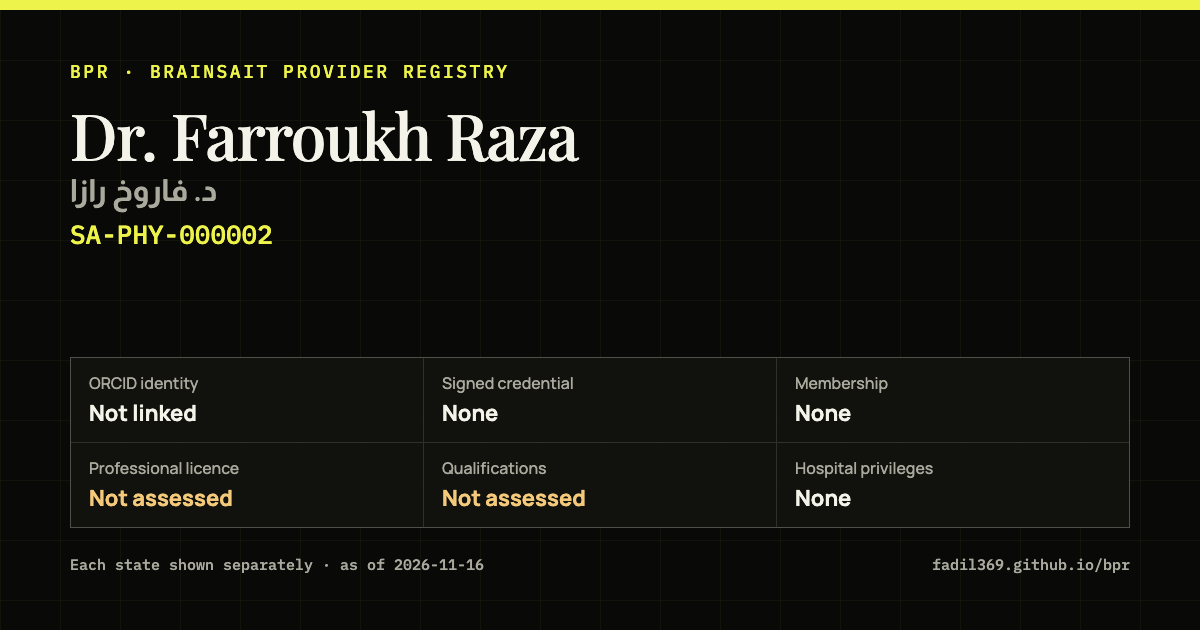 BPR · BRAINSAIT PROVIDER REGISTRY
Dr. Farroukh Raza
د. فاروخ رازا
SA-PHY-000002
ORCID identity
Not linked
Signed credential
None
Membership
None
Professional licence
Not assessed
Qualifications
Not assessed
Hospital privileges
None
Each state shown separately · as of 2026-11-16
fadil369.github.io/bpr